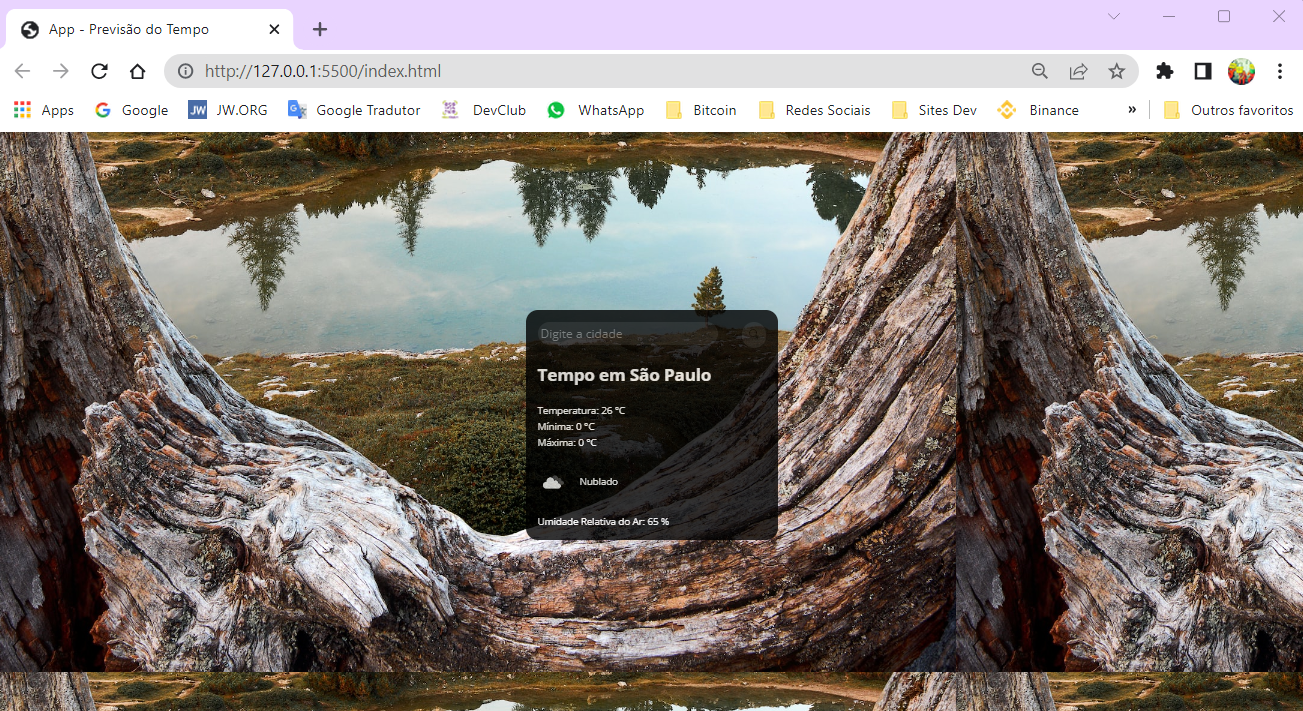 App - Previsão do Tempo
http://127.0.0.1:5500/index.html
Apps Google JW JW.ORG Google Tradutor DevClub WhatsApp Bitcoin Redes Sociais Sites Dev Binance » Outros favoritos
Digite a cidade
Tempo em São Paulo
Temperatura: 26 °C
Mínima: 0 °C
Máxima: 0 °C
Nublado
Umidade Relativa do Ar: 65 %